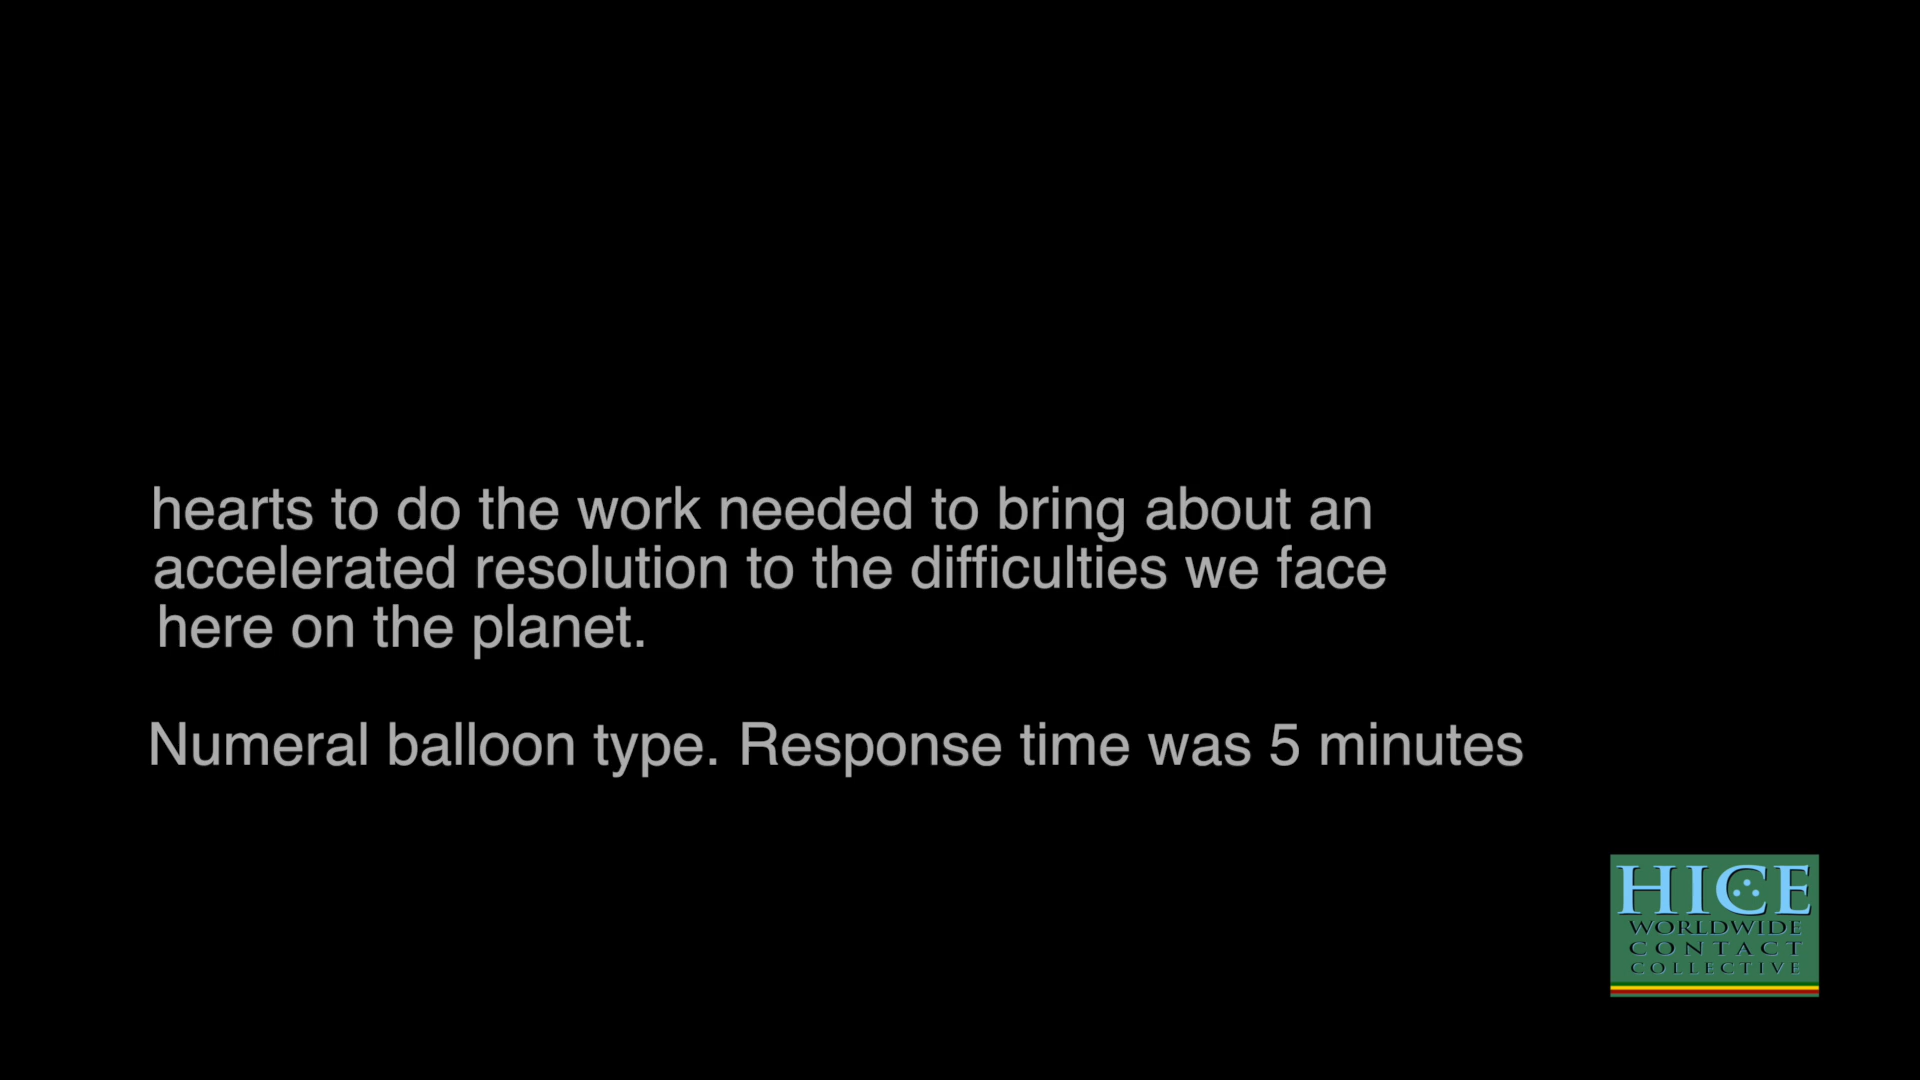 hearts to do the work needed to bring about an
accelerated resolution to the difficulties we face
here on the planet.
Numeral balloon type. Response time was 5 minutes
HICE
WORLDWIDE
CONTACT
COLLECTIVE